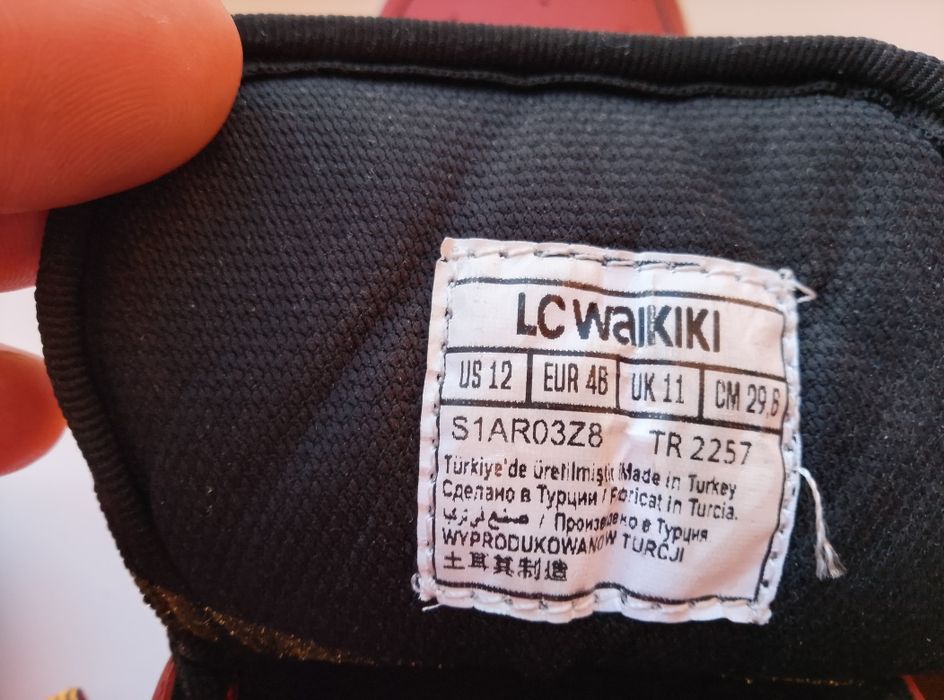 LC Waikiki
US 12 EUR 46 UK 11 CM 29,6
S1AR03Z8 TR 2257
Türkiye'de üretilmiştir Made in Turkey
Сделано в Турции / Fabricat in Turcia.
صنع في تركيا / Произведено в Турция
WYPRODUKOWANO W TURCJI
土耳其制造